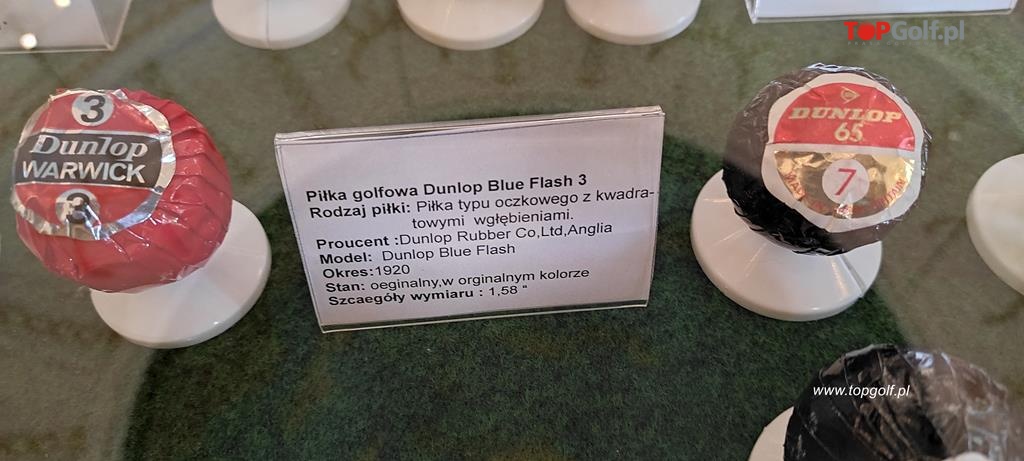 TOPGolf.pl
3
Dunlop
WARWICK
3
Piłka golfowa Dunlop Blue Flash 3
Rodzaj piłki: Piłka typu oczkowego z kwadra-
towymi wgłębieniami.
Proucent :Dunlop Rubber Co,Ltd,Anglia
Model: Dunlop Blue Flash
Okres:1920
Stan: oeginalny,w orginalnym kolorze
Szcaegóły wymiaru : 1,58 "
DUNLOP
65
7
www.topgolf.pl